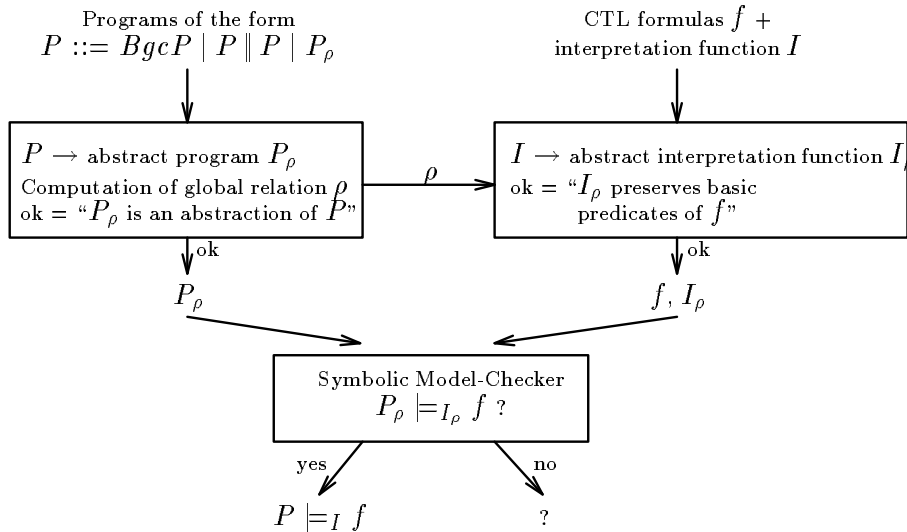 Programs of the form
P ::= BgcP | P ‖ P | P_ρ
CTL formulas f +
interpretation function I
P → abstract program P_ρ
Computation of global relation ρ
ok = “P_ρ is an abstraction of P”
ρ
I → abstract interpretation function I_ρ
ok = “I_ρ preserves basic
predicates of f”
ok
ok
P_ρ
f, I_ρ
Symbolic Model-Checker
P_ρ |=_{I_ρ} f ?
yes
no
P |=_I f
?